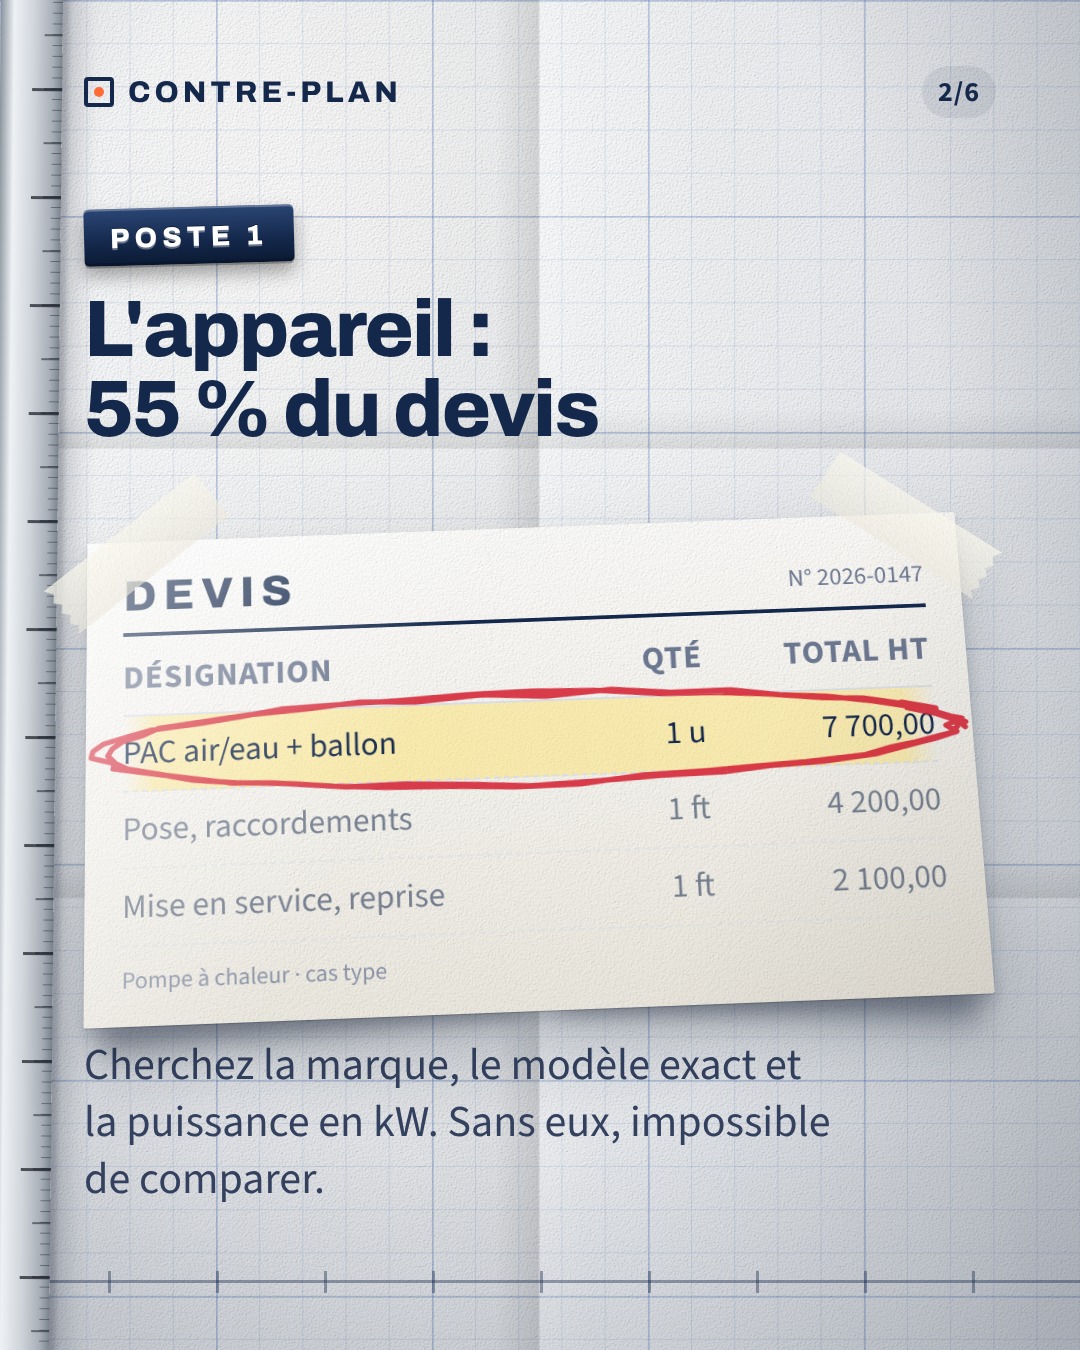 CONTRE-PLAN
2/6
POSTE 1
L'appareil :
55 % du devis
DEVIS
N° 2026-0147
DÉSIGNATION QTÉ TOTAL HT
PAC air/eau + ballon 1 u 7 700,00
Pose, raccordements 1 ft 4 200,00
Mise en service, reprise 1 ft 2 100,00
Pompe à chaleur · cas type
Cherchez la marque, le modèle exact et
la puissance en kW. Sans eux, impossible
de comparer.